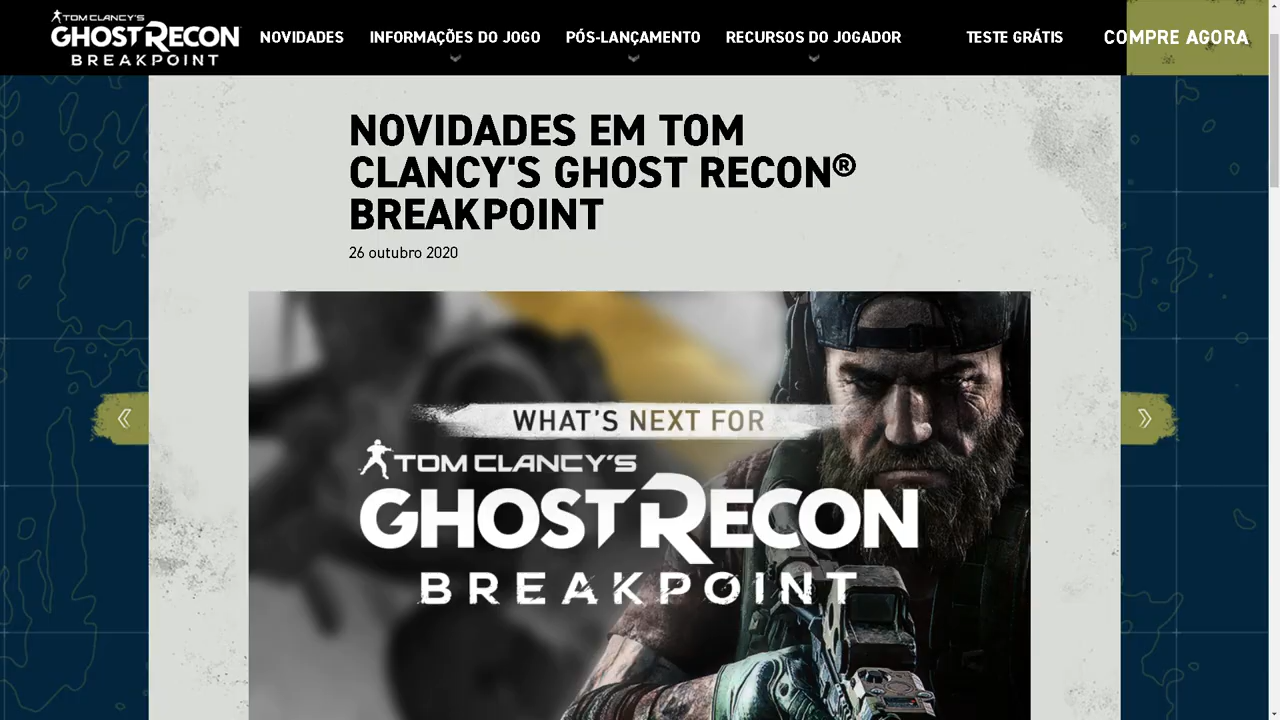 TOM CLANCY'S
GHOST RECON
BREAKPOINT
NOVIDADES
INFORMAÇÕES DO JOGO
PÓS-LANÇAMENTO
RECURSOS DO JOGADOR
TESTE GRÁTIS
COMPRE AGORA
NOVIDADES EM TOM
CLANCY'S GHOST RECON®
BREAKPOINT
26 outubro 2020
WHAT'S NEXT FOR
TOM CLANCY'S
GHOST RECON
BREAKPOINT